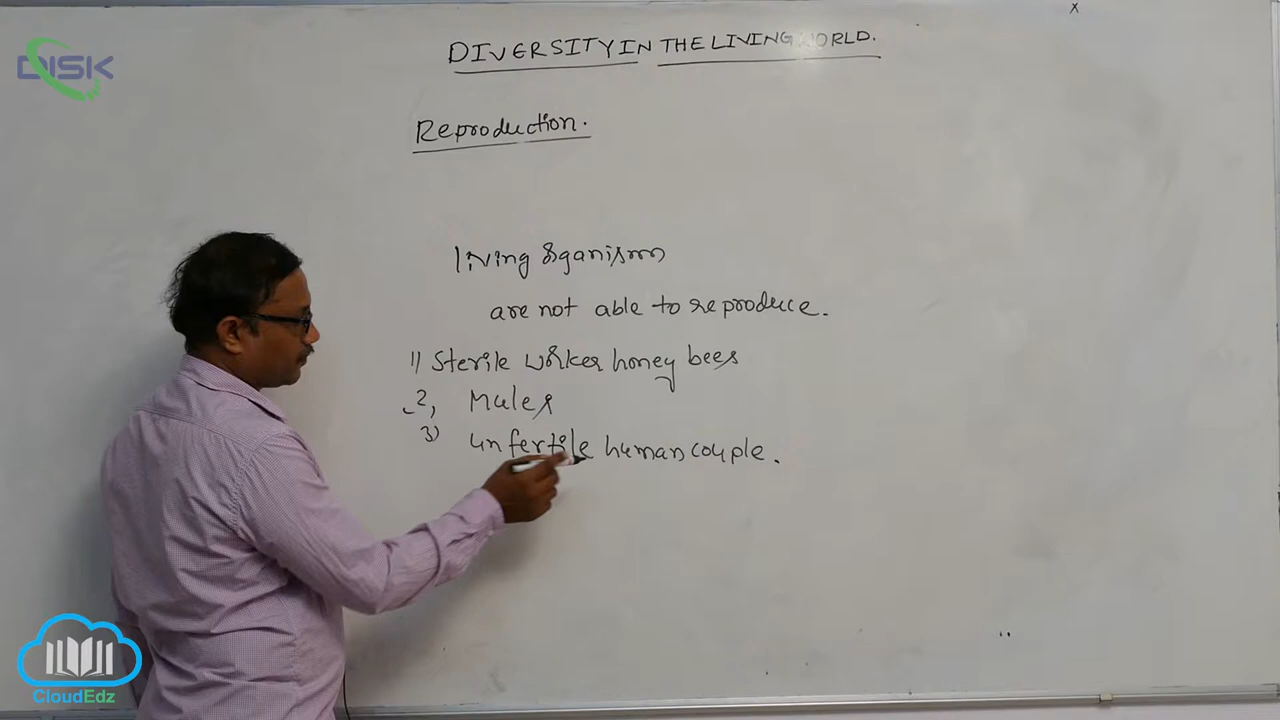 DISK
DIVERSITY IN THE LIVING WORLD.
Reproduction.
living organism
are not able to reproduce.
1) Sterile worker honey bees
2, Mules
3) unfertile human couple.
CloudEdz